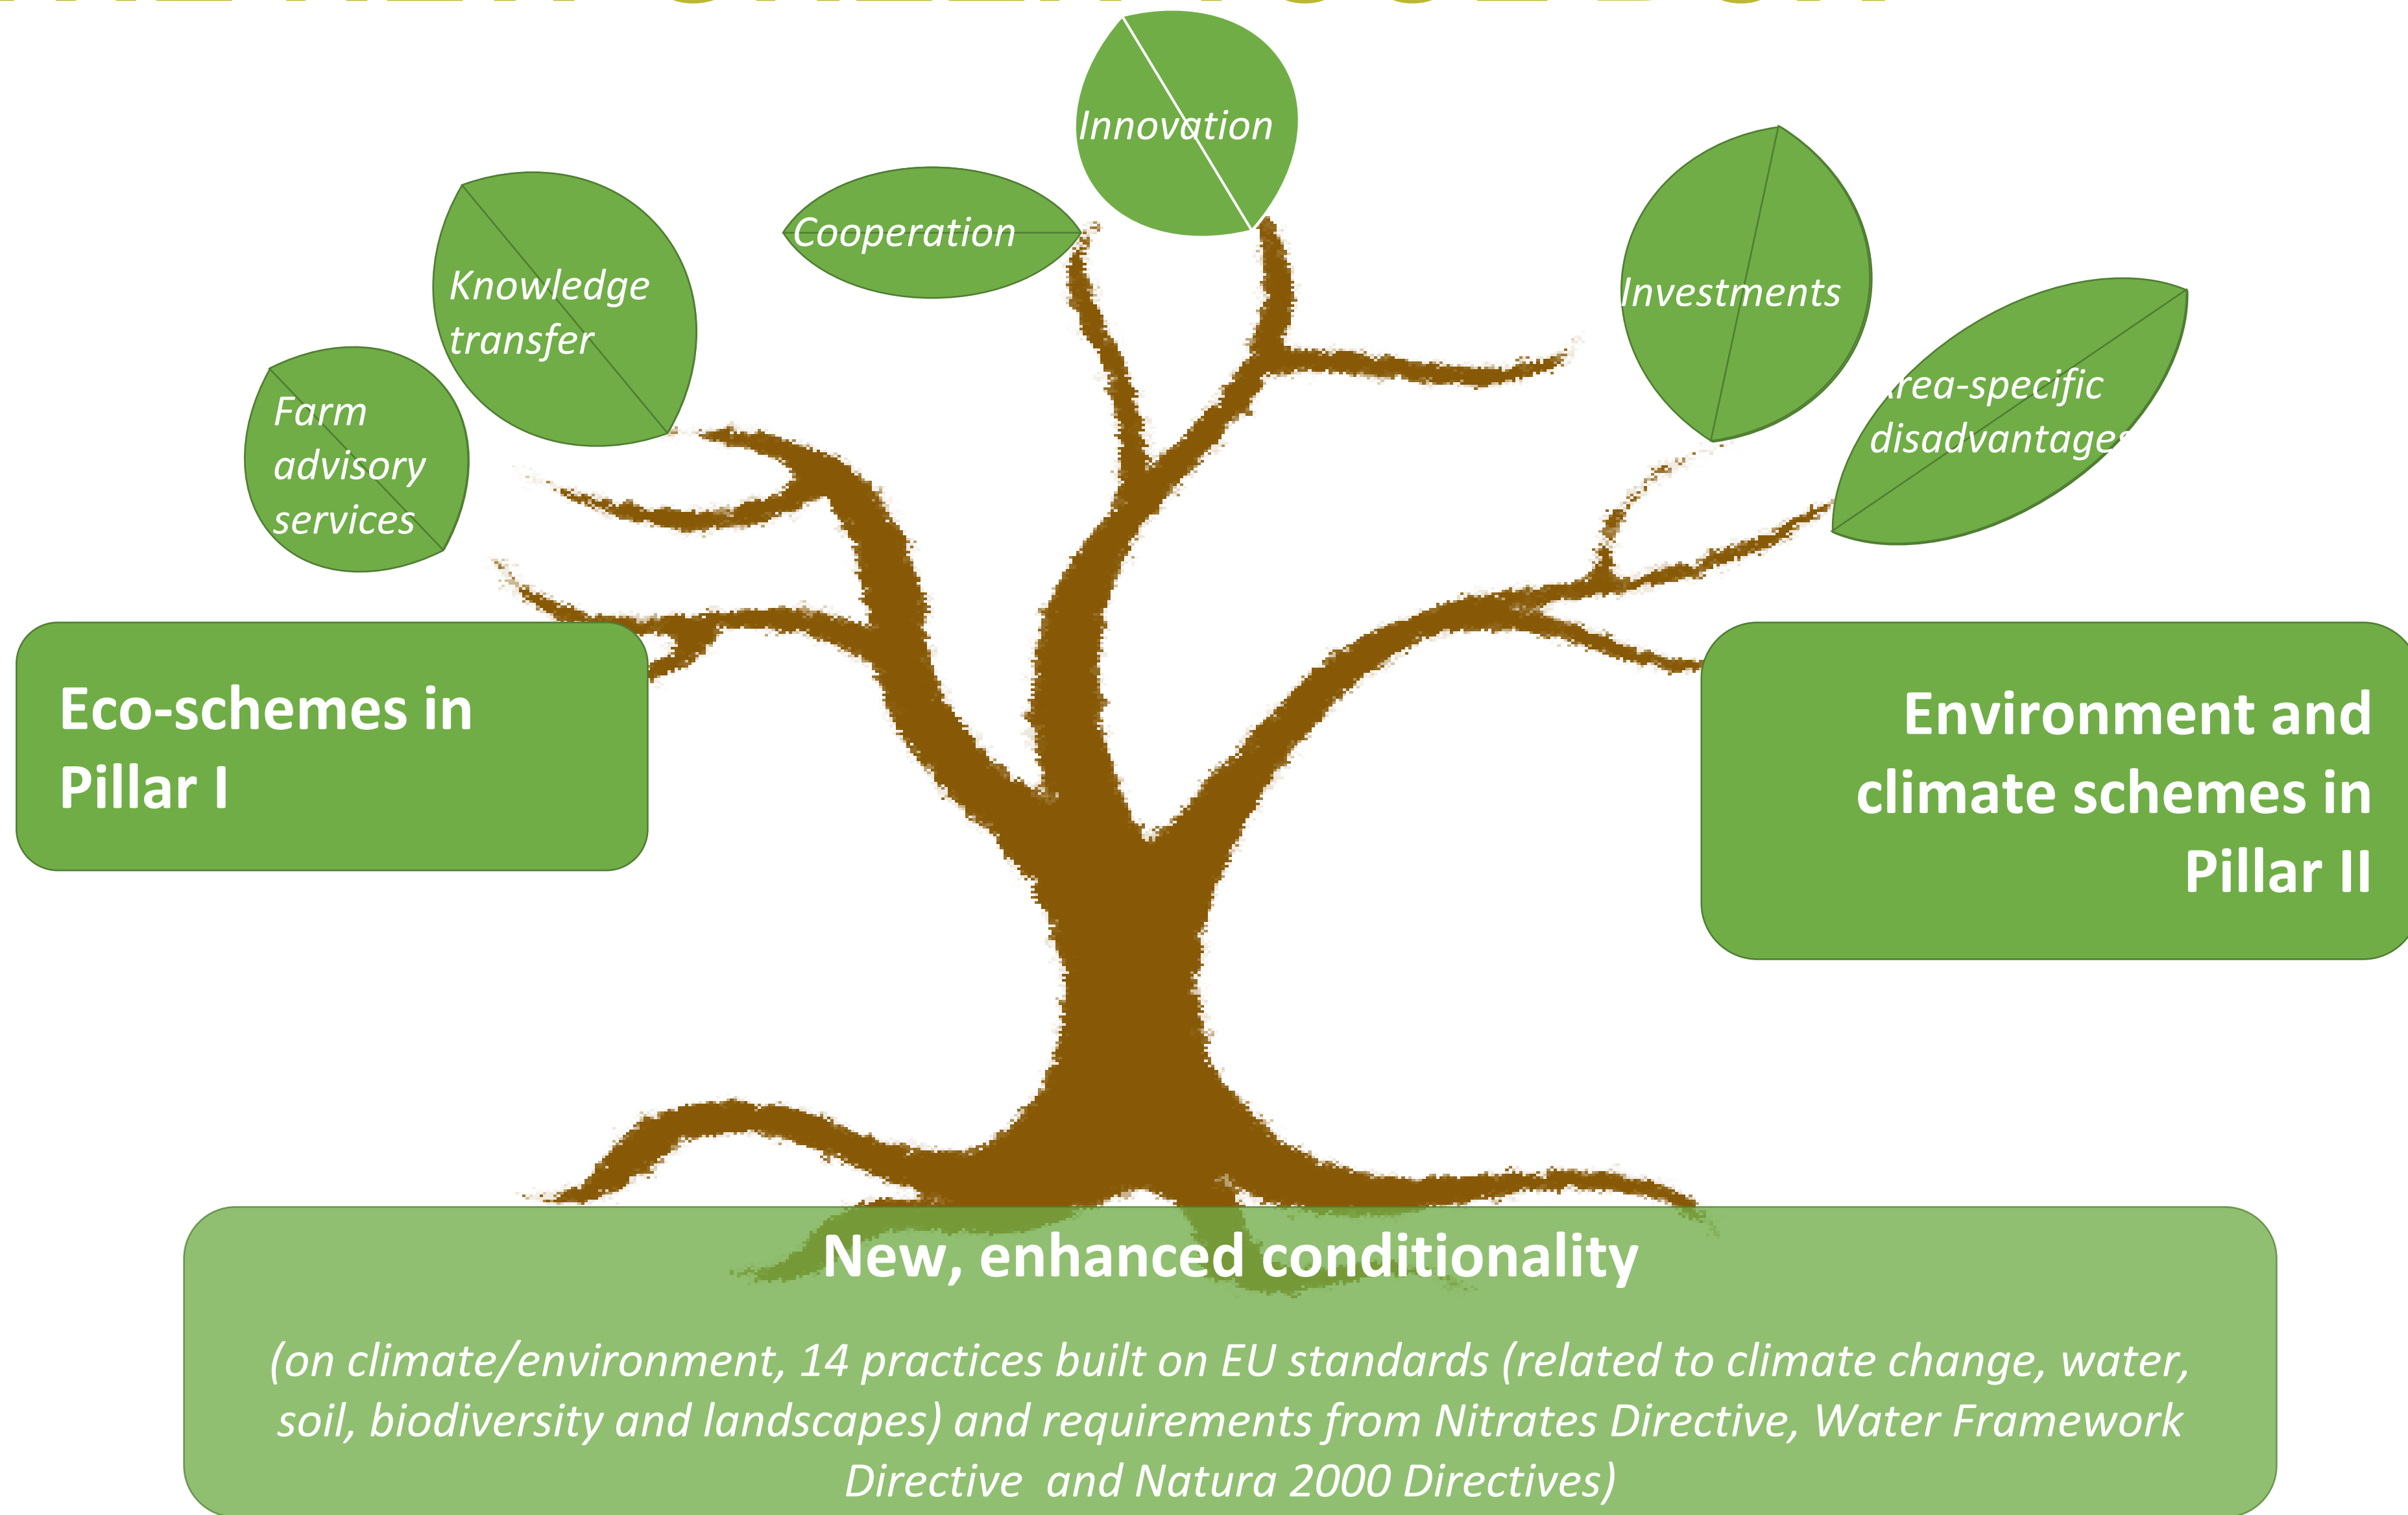 Innovation
Cooperation
Knowledge
transfer
Investments
Farm
advisory
services
disadvantages
Eco-schemes in
Pillar I
Environment and
climate schemes in
Pillar II
New, enhanced conditionality
(on climate/environment, 14 practices built on EU standards (related to climate change, water,
soil, biodiversity and landscapes) and requirements from Nitrates Directive, Water Framework
Directive  and Natura 2000 Directives)